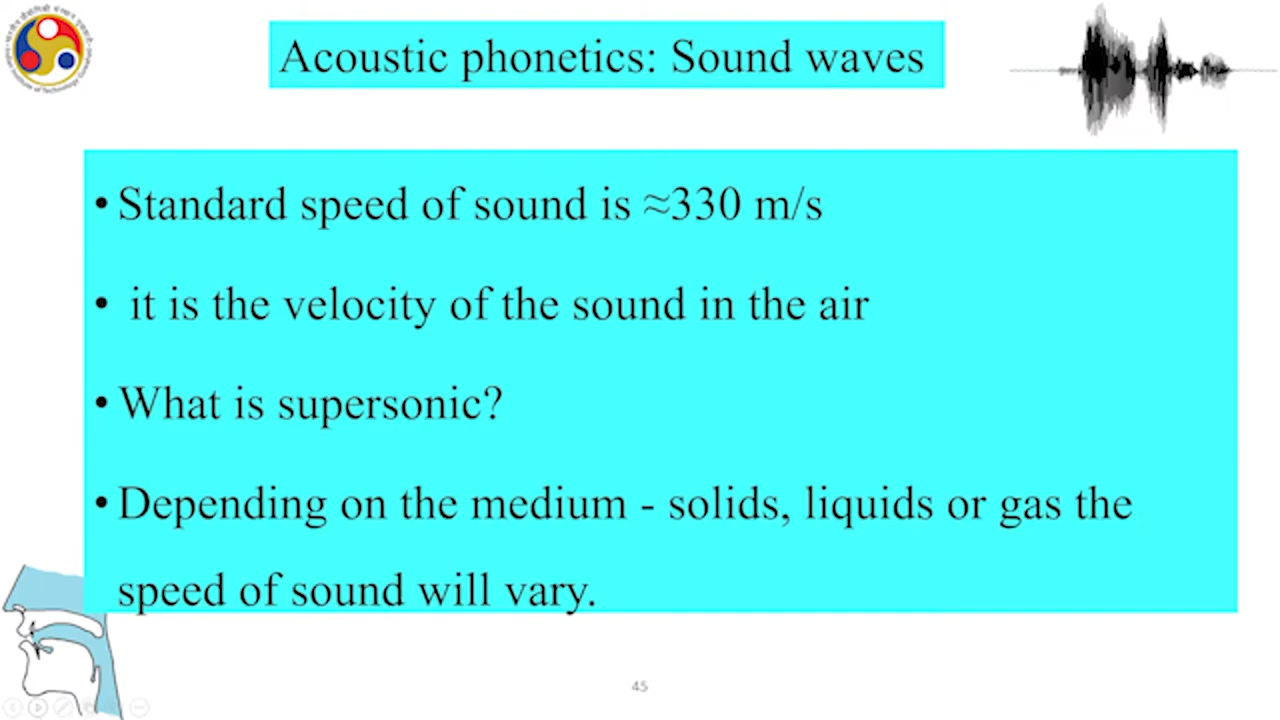 Acoustic phonetics: Sound waves
• Standard speed of sound is ≈330 m/s
• it is the velocity of the sound in the air
• What is supersonic?
• Depending on the medium - solids, liquids or gas the
speed of sound will vary.
45